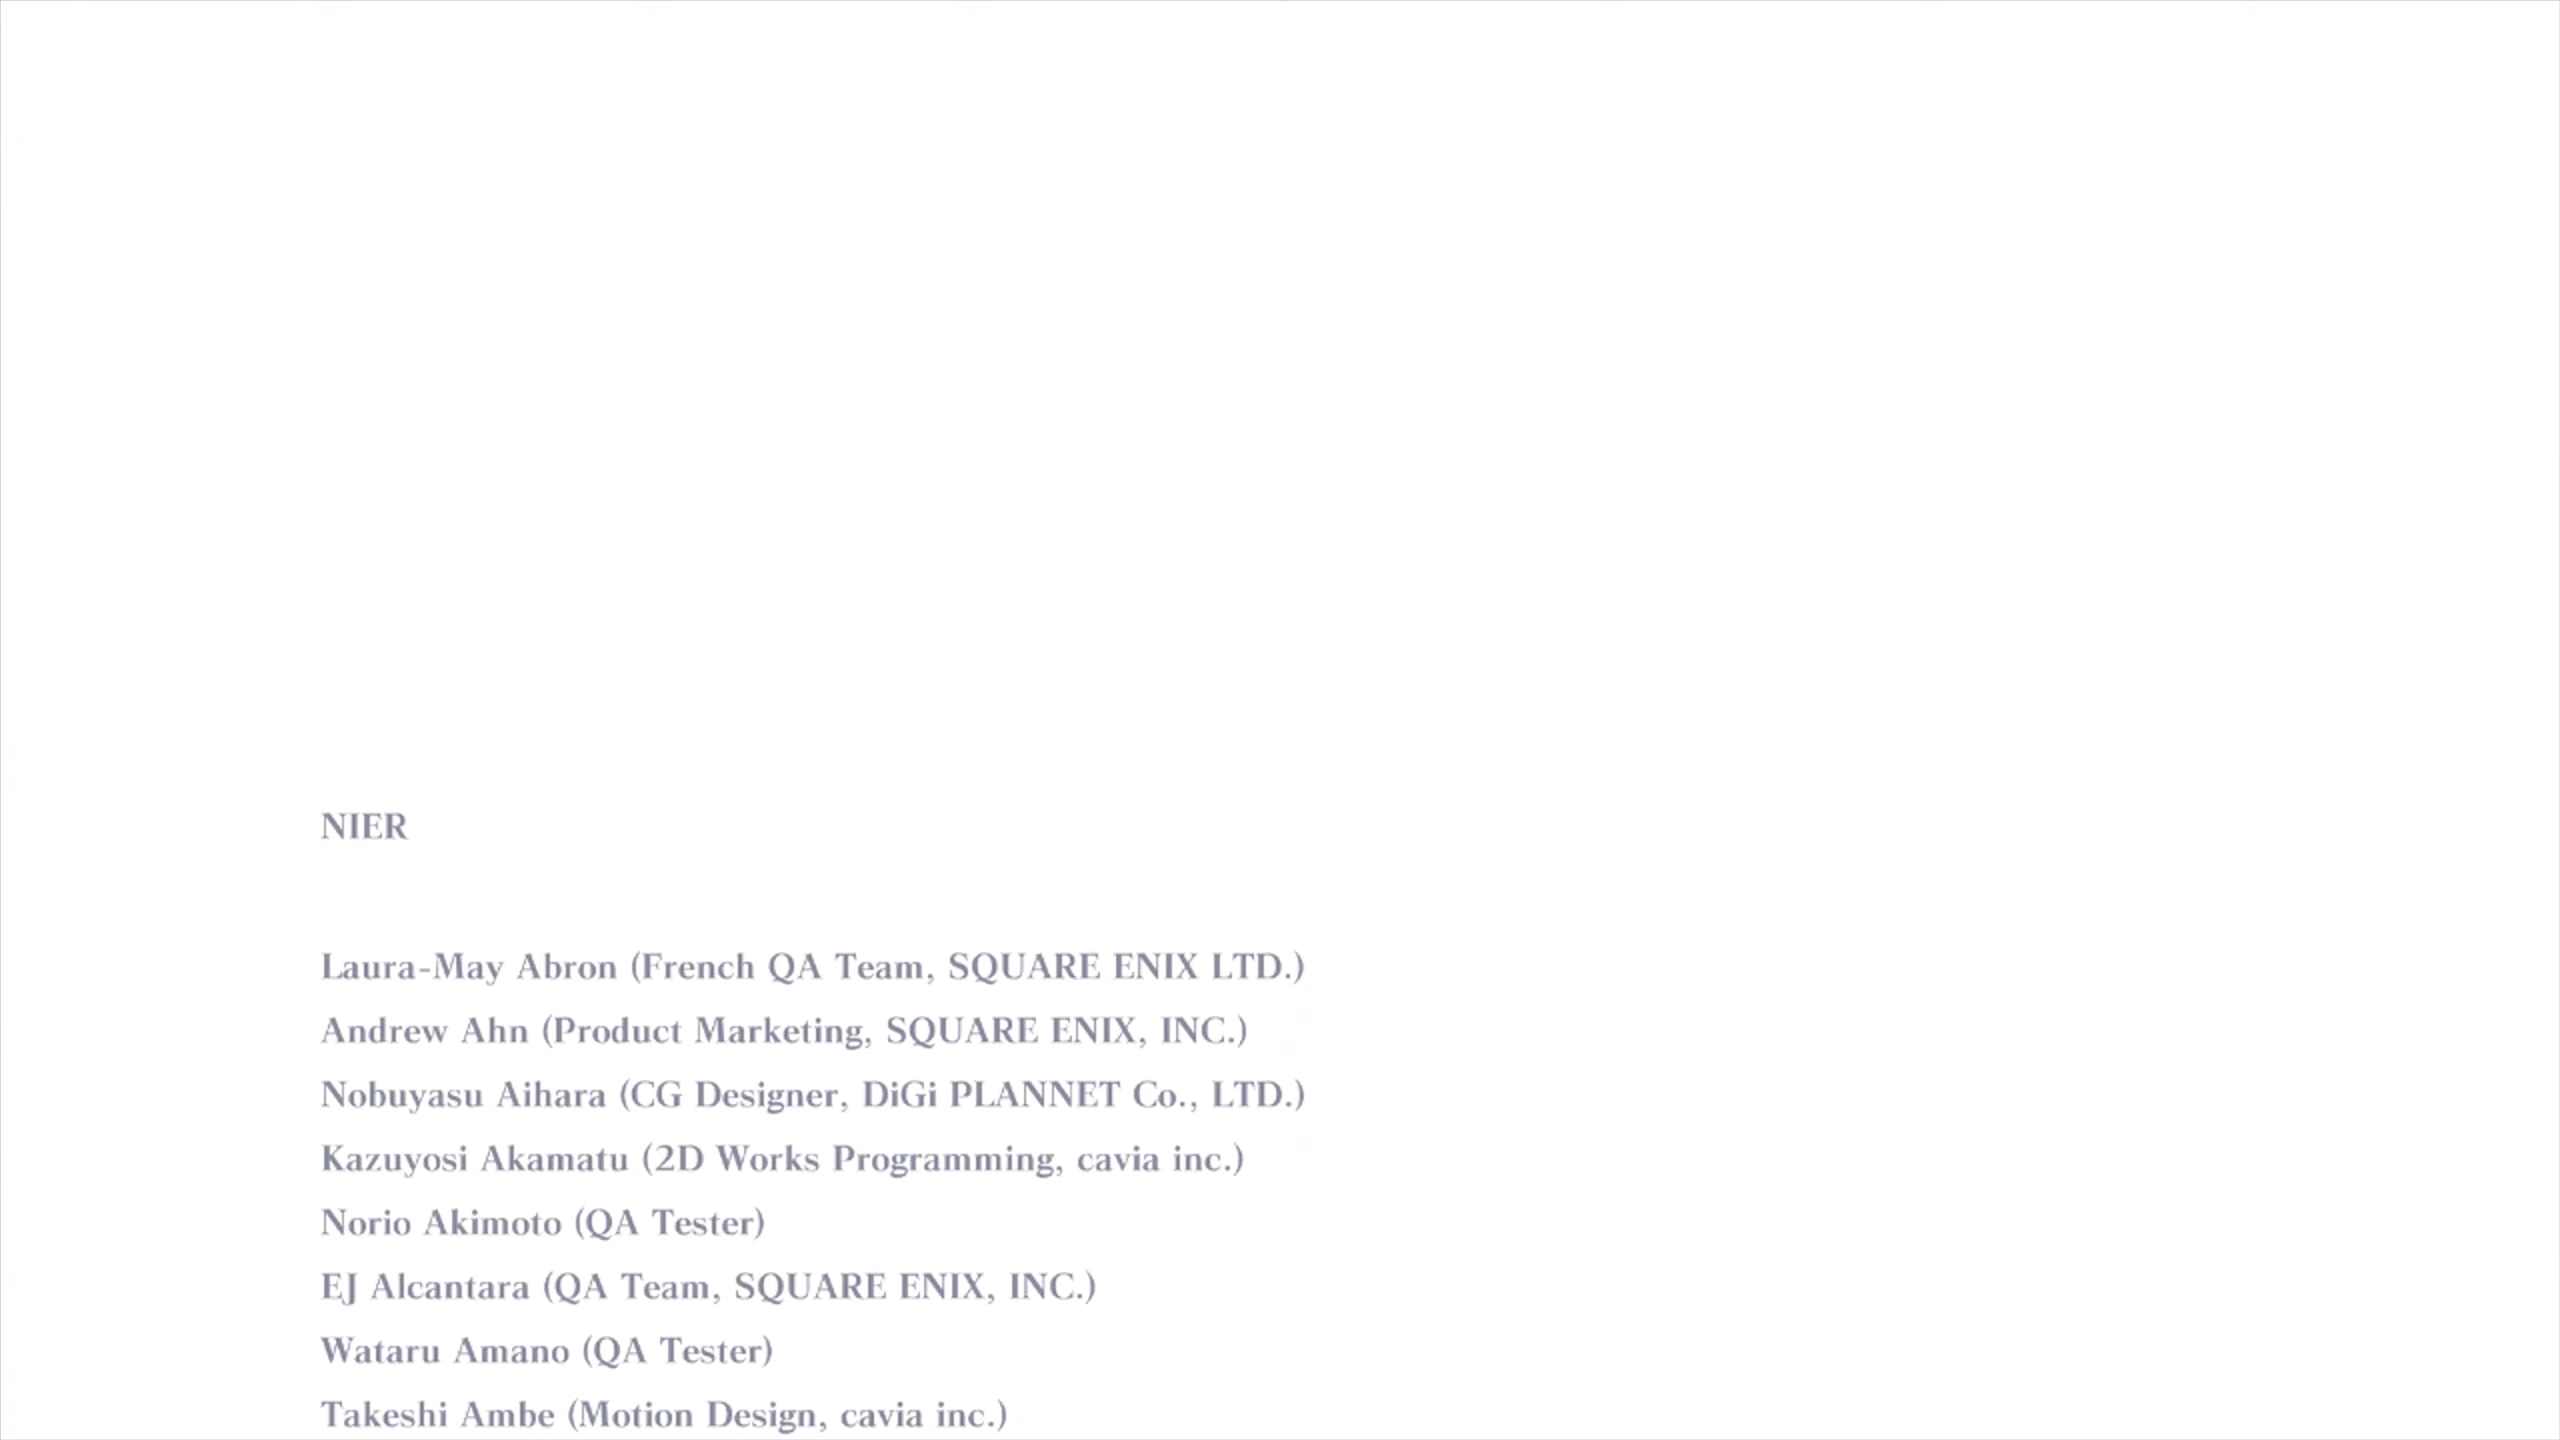 NIER
Laura-May Abron (French QA Team, SQUARE ENIX LTD.)
Andrew Ahn (Product Marketing, SQUARE ENIX, INC.)
Nobuyasu Aihara (CG Designer, DiGi PLANNET Co., LTD.)
Kazuyosi Akamatu (2D Works Programming, cavia inc.)
Norio Akimoto (QA Tester)
EJ Alcantara (QA Team, SQUARE ENIX, INC.)
Wataru Amano (QA Tester)
Takeshi Ambe (Motion Design, cavia inc.)